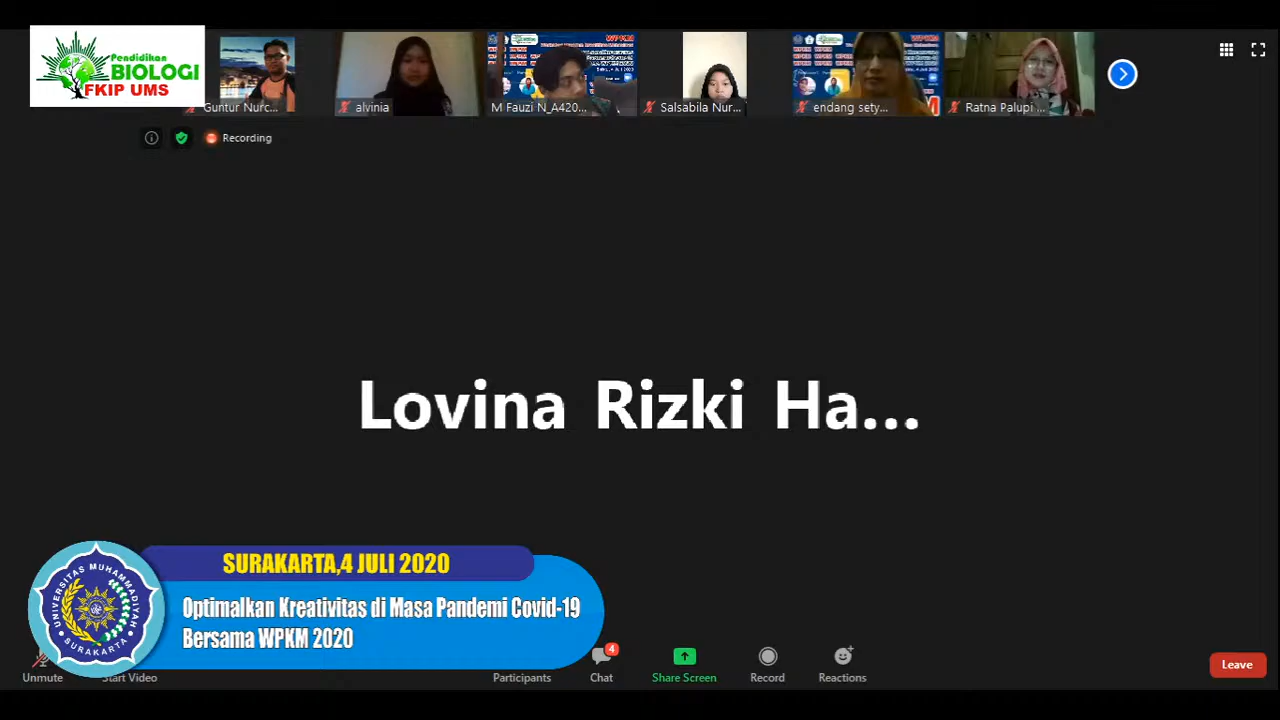 Pendidikan
BIOLOGI
FKIP UMS
Guntur Nurc...
alvinia
M Fauzi N_A420...
Salsabila Nur...
endang sety...
Ratna Palupi ...
Recording
Lovina Rizki Ha...
SURAKARTA,4 JULI 2020
Optimalkan Kreativitas di Masa Pandemi Covid-19
Bersama WPKM 2020
UNIVERSITAS MUHAMMADIYAH
SURAKARTA
Unmute
Start Video
Participants
4
Chat
Share Screen
Record
Reactions
Leave